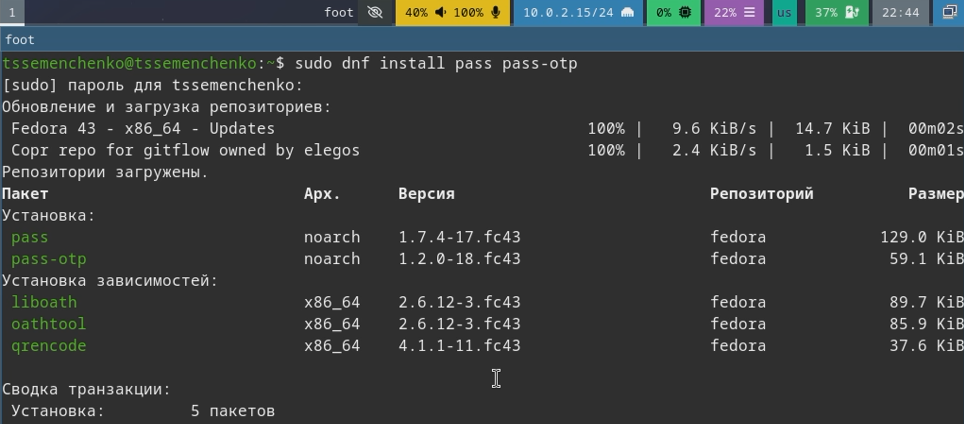 1 foot 40% 100% 10.0.2.15/24 0% 22% us 37% 22:44
foot
tssemenchenko@tssemenchenko:~$ sudo dnf install pass pass-otp
[sudo] пароль для tssemenchenko:
Обновление и загрузка репозиториев:
Fedora 43 - x86_64 - Updates 100% | 9.6 KiB/s | 14.7 KiB | 00m02s
Copr repo for gitflow owned by elegos 100% | 2.4 KiB/s | 1.5 KiB | 00m01s
Репозитории загружены.
Пакет Арх. Версия Репозиторий Размер
Установка:
pass noarch 1.7.4-17.fc43 fedora 129.0 KiB
pass-otp noarch 1.2.0-18.fc43 fedora 59.1 KiB
Установка зависимостей:
liboath x86_64 2.6.12-3.fc43 fedora 89.7 KiB
oathtool x86_64 2.6.12-3.fc43 fedora 85.9 KiB
qrencode x86_64 4.1.1-11.fc43 fedora 37.6 KiB
Сводка транзакции:
Установка: 5 пакетов